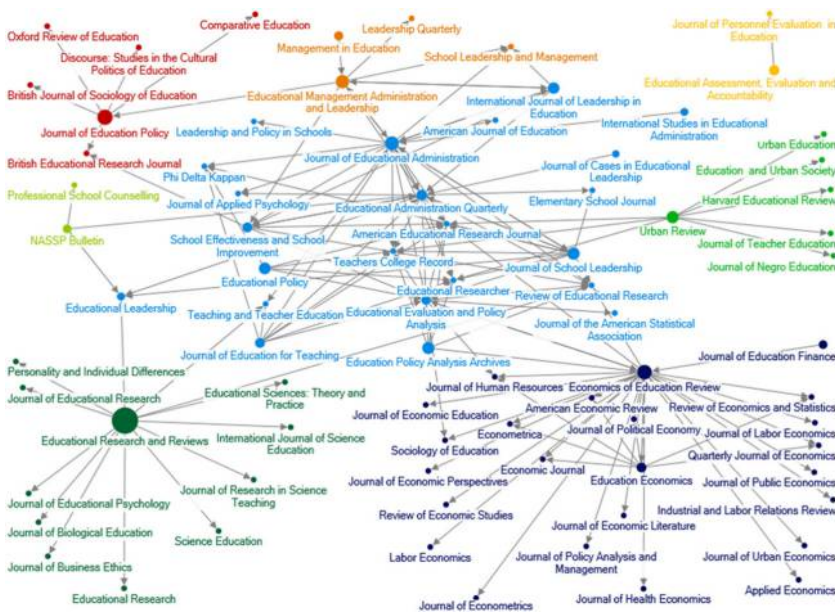 Oxford Review of Education
Comparative Education
Discourse: Studies in the Cultural
Politics of Education
British Journal of Sociology of Education
Journal of Education Policy
British Educational Research Journal
Leadership Quarterly
Management in Education
School Leadership and Management
Educational Management Administration
and Leadership
Journal of Personnel Evaluation in
Education
Educational Assessment, Evaluation and
Accountability
International Journal of Leadership in
Education
Leadership and Policy in Schools
American Journal of Education
International Studies in Educational
Administration
Journal of Educational Administration
Journal of Cases in Educational
Leadership
Phi Delta Kappan
Journal of Applied Psychology
Educational Administration Quarterly
Elementary School Journal
School Effectiveness and School
Improvement
American Educational Research Journal
Teachers College Record
Journal of School Leadership
Educational Policy
Educational Researcher
Review of Educational Research
Educational Leadership
Teaching and Teacher Education
Educational Evaluation and Policy
Analysis
Journal of the American Statistical
Association
Journal of Education for Teaching
Education Policy Analysis Archives
Professional School Counselling
NASSP Bulletin
Urban Education
Education and Urban Society
Harvard Educational Review
Urban Review
Journal of Teacher Education
Journal of Negro Education
Personality and Individual Differences
Journal of Educational Research
Educational Sciences: Theory and
Practice
Educational Research and Reviews
International Journal of Science
Education
Journal of Research in Science
Teaching
Journal of Educational Psychology
Journal of Biological Education
Science Education
Journal of Business Ethics
Educational Research
Journal of Education Finance
Journal of Human Resources
Economics of Education Review
Journal of Economic Education
American Economic Review
Review of Economics and Statistics
Econometrica
Journal of Political Economy
Journal of Labor Economics
Sociology of Education
Quarterly Journal of Economics
Economic Journal
Education Economics
Journal of Economic Perspectives
Journal of Public Economics
Review of Economic Studies
Industrial and Labor Relations Review
Journal of Economic Literature
Labor Economics
Journal of Policy Analysis and
Management
Journal of Urban Economics
Applied Economics
Journal of Econometrics
Journal of Health Economics